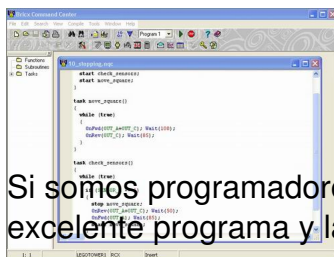 Bricx Command Center
File Edit Search View Compile Tools Window Help
Program 1
Functions
Subroutines
Tasks
10_stopping.nqc
start check_sensors;
start move_square;
}
task move_square()
{
while (true)
{
OnFwd(OUT_A+OUT_C); Wait(100);
OnRev(OUT_C); Wait(85);
}
}
task check_sensors()
{
while (true)
Si somos programadore
stop move_square;
OnRev(OUT_A+OUT_C); Wait(50);
OnFwd(OUT_A); Wait(85);
excelente programa y la
1: 1 LEGOTOWER1 RCX Insert